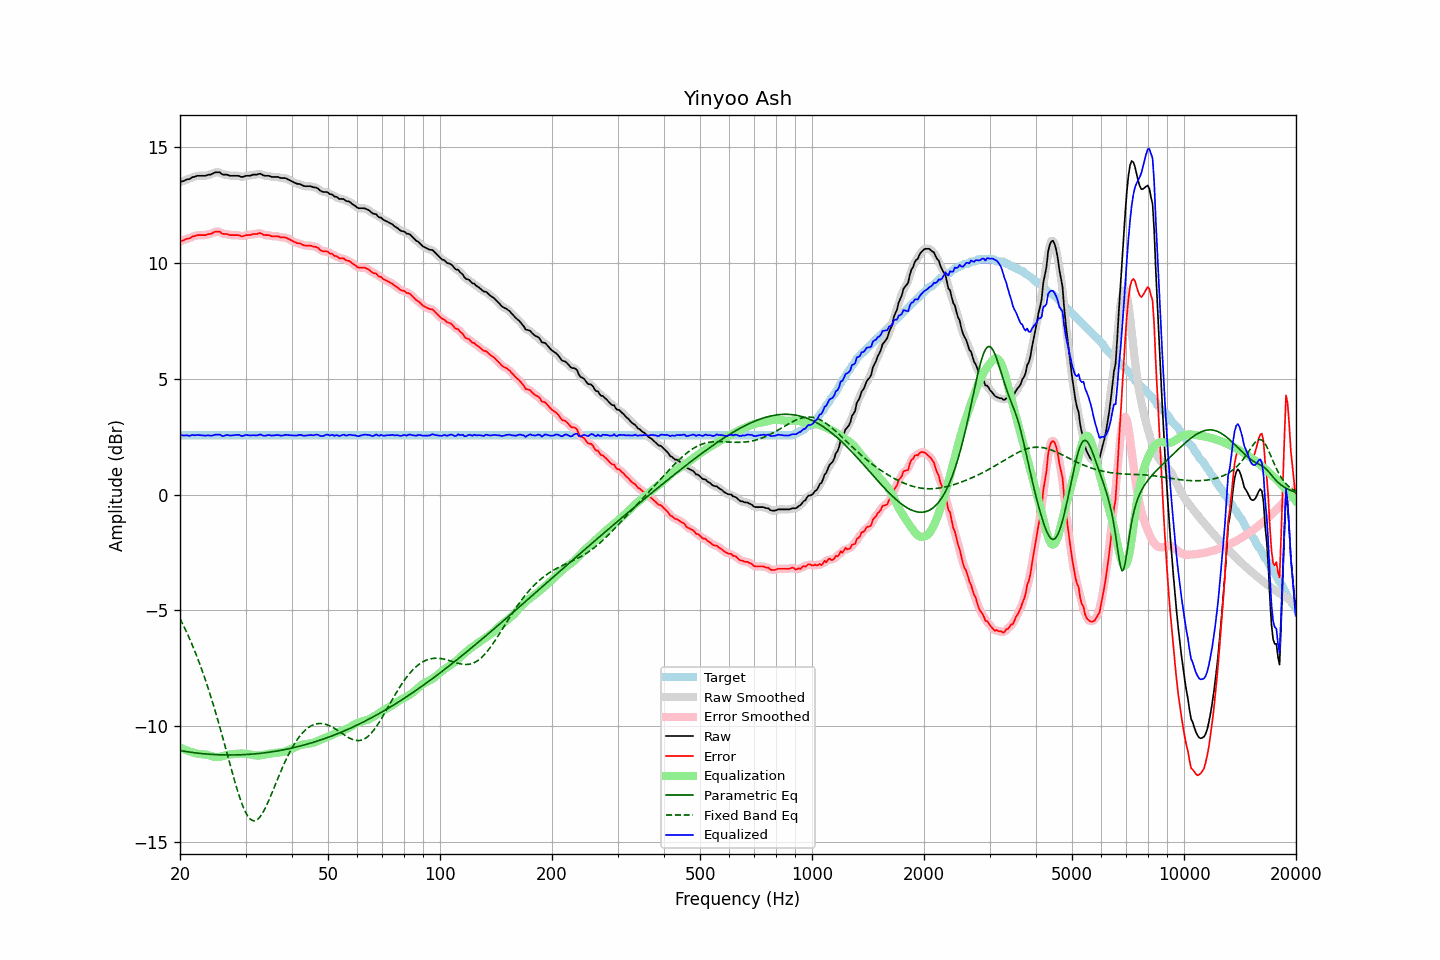 Yinyoo Ash
15
10
5
0
−5
−10
−15
Amplitude (dBr)
Target
Raw Smoothed
Error Smoothed
Raw
Error
Equalization
Parametric Eq
Fixed Band Eq
Equalized
20 50 100 200 500 1000 2000 5000 10000 20000
Frequency (Hz)